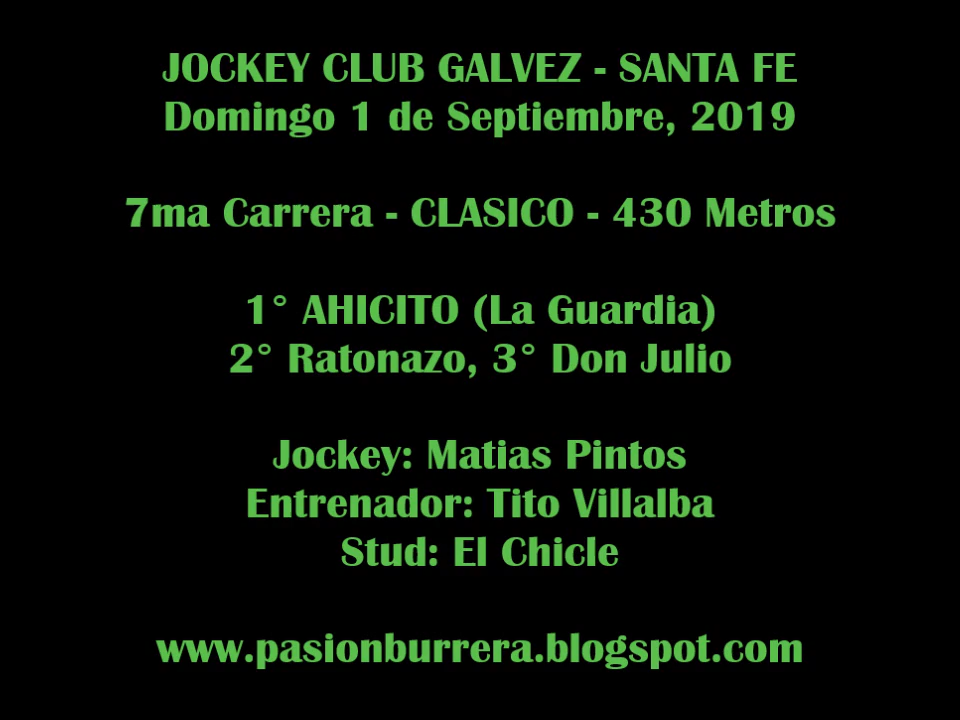 JOCKEY CLUB GALVEZ - SANTA FE
Domingo 1 de Septiembre, 2019
7ma Carrera - CLASICO - 430 Metros
1° AHICITO (La Guardia)
2° Ratonazo, 3° Don Julio
Jockey: Matias Pintos
Entrenador: Tito Villalba
Stud: El Chicle
www.pasionburrera.blogspot.com